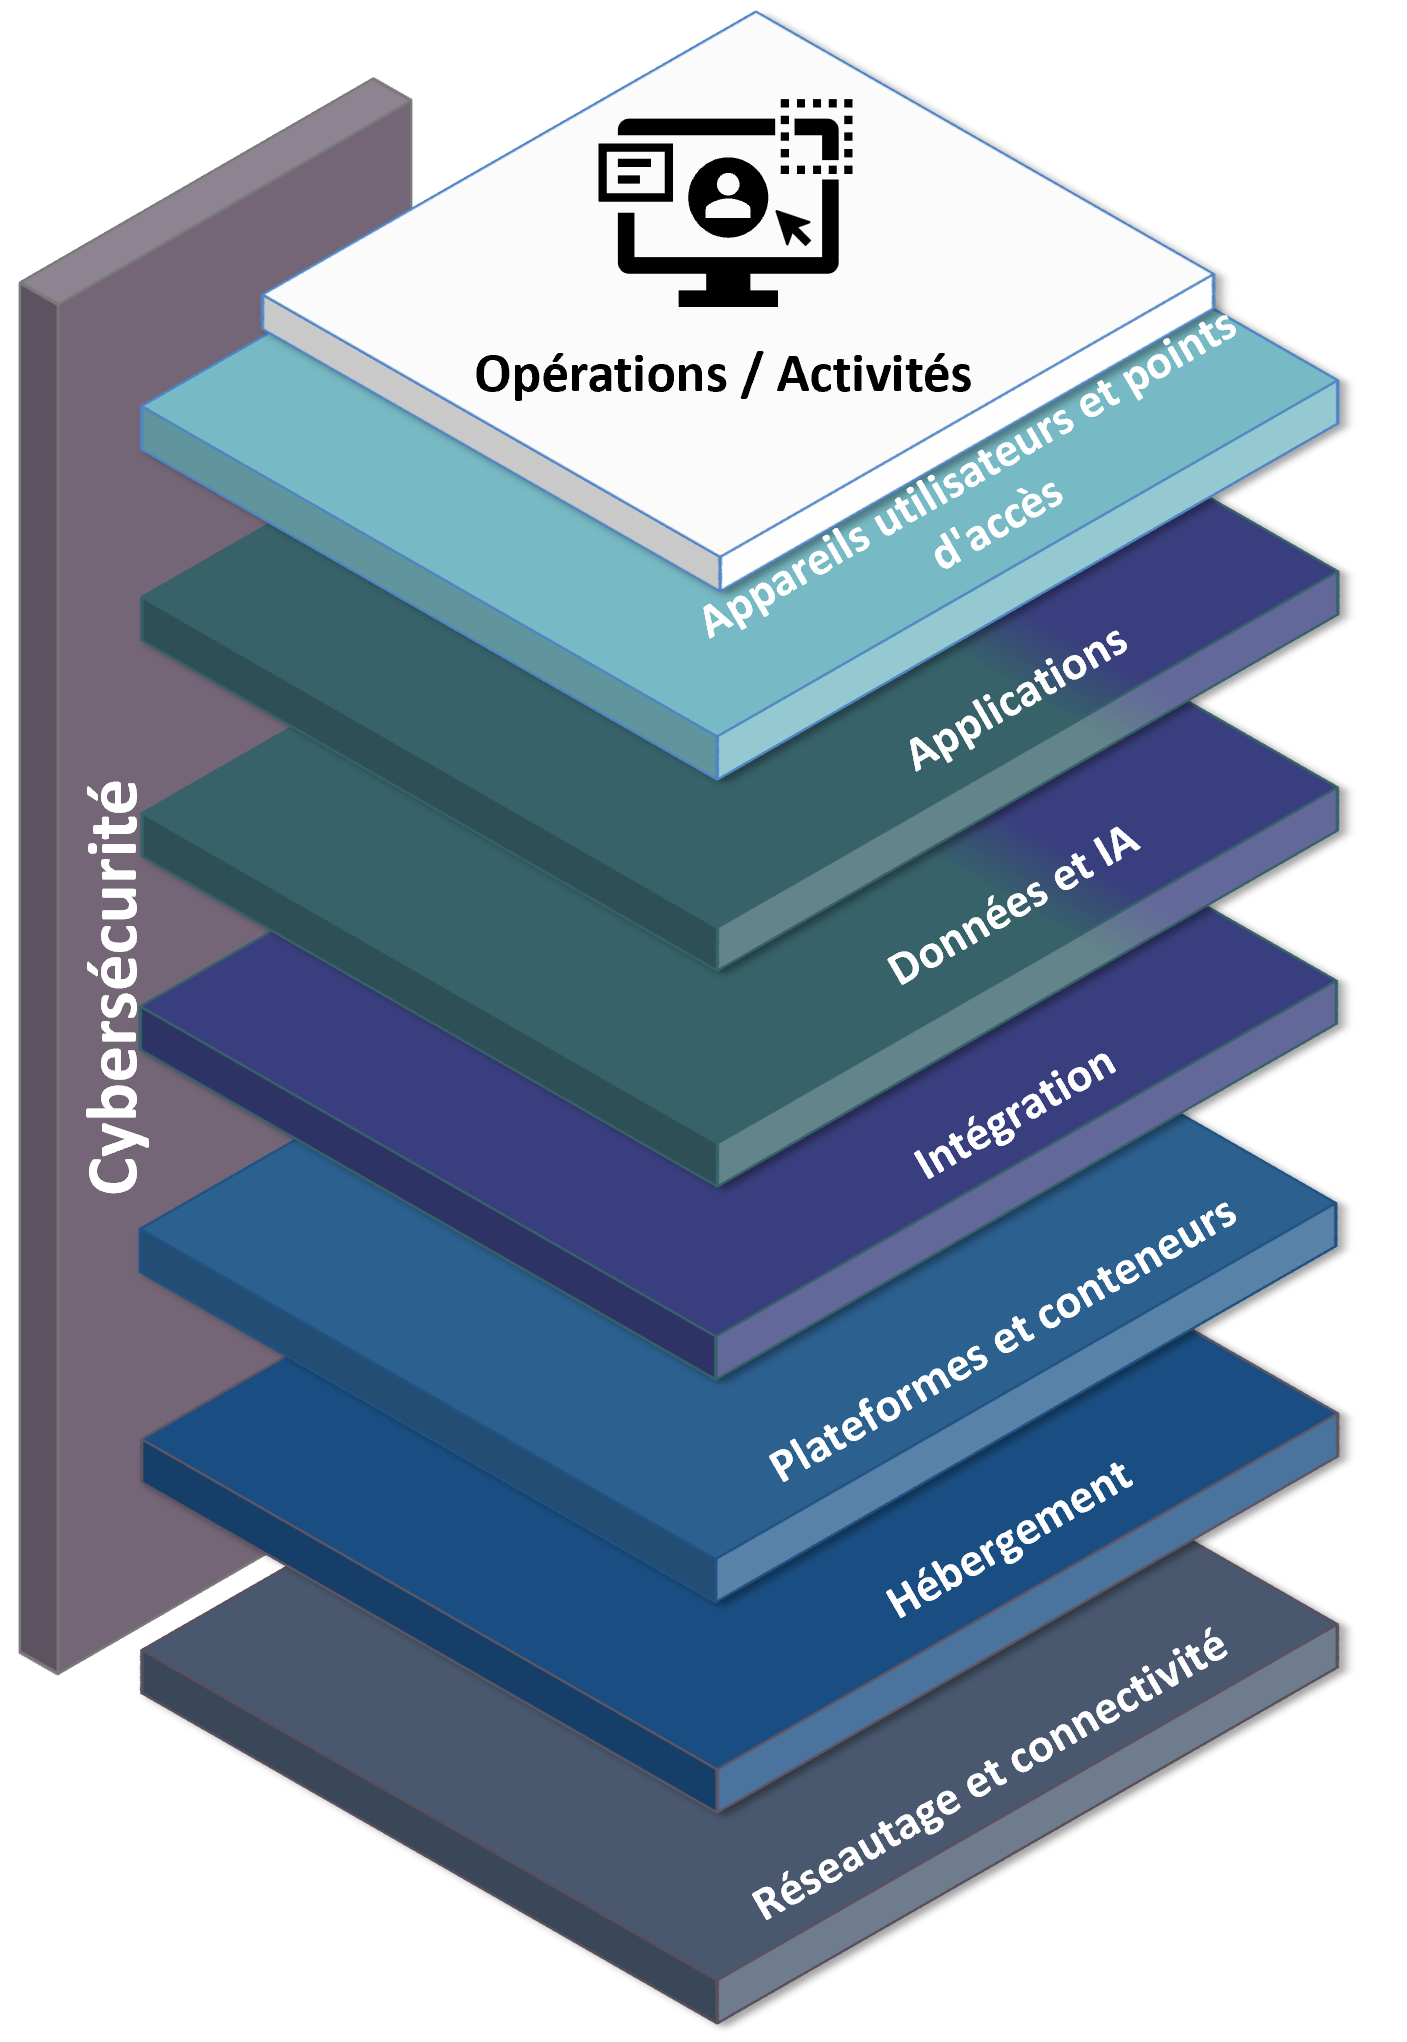 Opérations / Activités
Appareils utilisateurs et points
d'accès
Applications
Données et IA
Intégration
Plateformes et conteneurs
Hébergement
Réseautage et connectivité
Cybersécurité